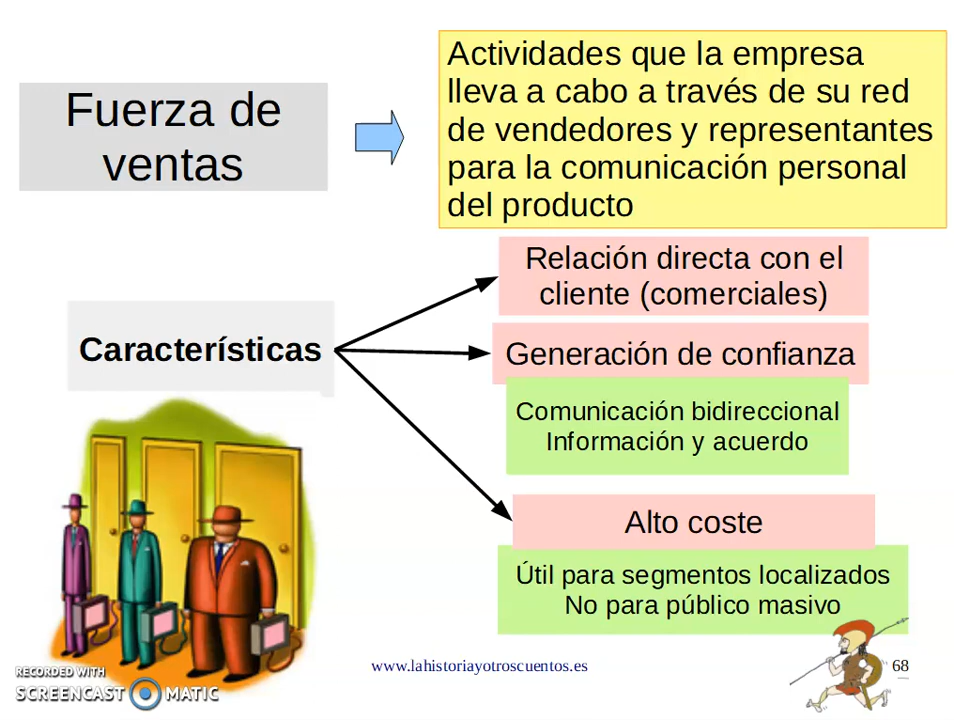 Fuerza de
ventas
Actividades que la empresa
lleva a cabo a través de su red
de vendedores y representantes
para la comunicación personal
del producto
Características
Relación directa con el
cliente (comerciales)
Generación de confianza
Comunicación bidireccional
Información y acuerdo
Alto coste
Útil para segmentos localizados
No para público masivo
RECORDED WITH
SCREENCAST MATIC
www.lahistoriayotroscuentos.es
68